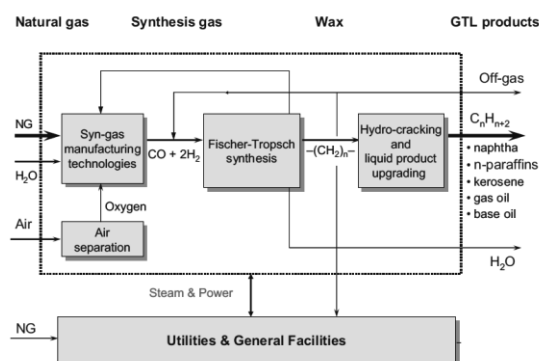 Natural gas Synthesis gas Wax GTL products
Off-gas
NG
Syn-gas
manufacturing
technologies
CO + 2H2
Fischer-Tropsch
synthesis
–(CH2)n–
Hydro-cracking
and
liquid product
upgrading
CnHn+2
• naphtha
• n-paraffins
• kerosene
• gas oil
• base oil
H2O
Oxygen
Air
Air
separation
H2O
Steam & Power
NG
Utilities & General Facilities